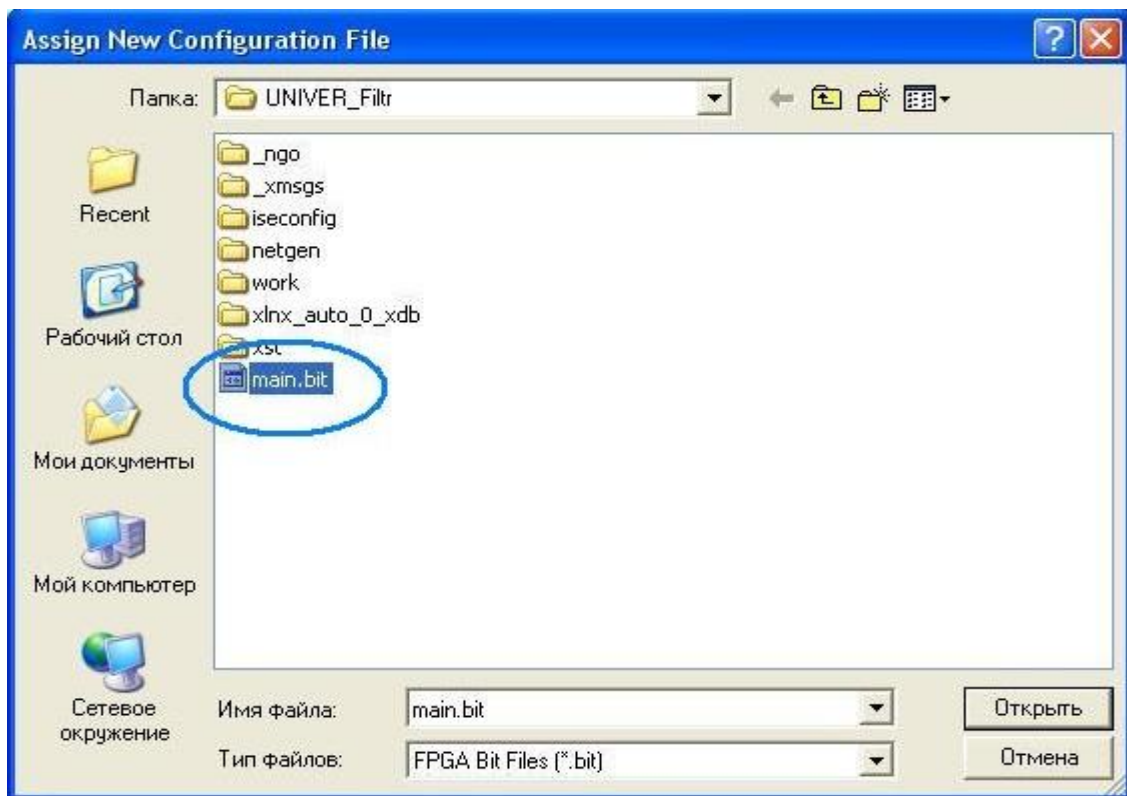 Assign New Configuration File
Папка:
UNIVER_Filtr
Recent
Рабочий стол
Мои документы
Мой компьютер
Сетевое
окружение
_ngo
_xmsgs
iseconfig
netgen
work
xlnx_auto_0_xdb
xst
main.bit
Имя файла:
main.bit
Открыть
Тип файлов:
FPGA Bit Files (*.bit)
Отмена